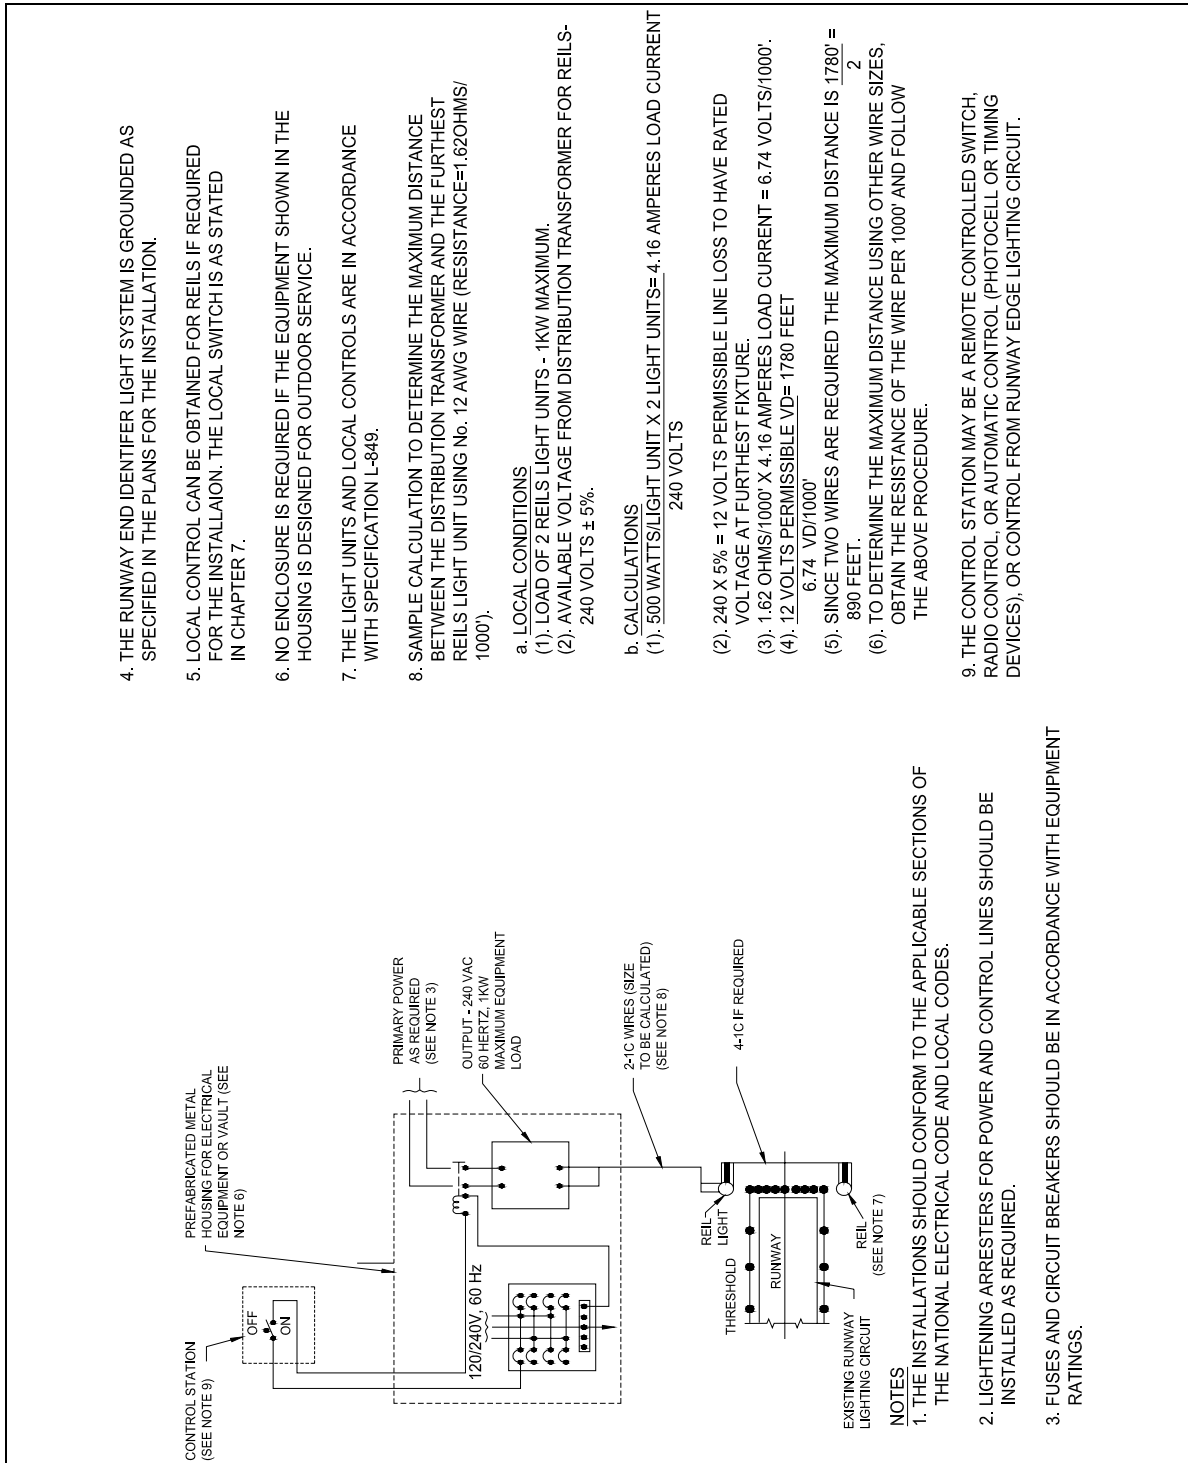 CONTROL STATION
(SEE NOTE 9)
OFF
ON
PREFABRICATED METAL
HOUSING FOR ELECTRICAL
EQUIPMENT OR VAULT (SEE
NOTE 6)
120/240V, 60 Hz
PRIMARY POWER
AS REQUIRED
(SEE NOTE 3)
OUTPUT - 240 VAC
60 HERTZ, 1KW
MAXIMUM EQUIPMENT
LOAD
2-1C WIRES (SIZE
TO BE CALCULATED)
(SEE NOTE 8)
4-1C IF REQUIRED
REIL
LIGHT
THRESHOLD
RUNWAY
REIL
(SEE NOTE 7)
EXISTING RUNWAY
LIGHTING CIRCUIT
NOTES
1. THE INSTALLATIONS SHOULD CONFORM TO THE APPLICABLE SECTIONS OF
THE NATIONAL ELECTRICAL CODE AND LOCAL CODES.
2. LIGHTENING ARRESTERS FOR POWER AND CONTROL LINES SHOULD BE
INSTALLED AS REQUIRED.
3. FUSES AND CIRCUIT BREAKERS SHOULD BE IN ACCORDANCE WITH EQUIPMENT
RATINGS.
4. THE RUNWAY END IDENTIFER LIGHT SYSTEM IS GROUNDED AS
SPECIFIED IN THE PLANS FOR THE INSTALLATION.
5. LOCAL CONTROL CAN BE OBTAINED FOR REILS IF REQUIRED
FOR THE INSTALLAION. THE LOCAL SWITCH IS AS STATED
IN CHAPTER 7.
6. NO ENCLOSURE IS REQUIRED IF THE EQUIPMENT SHOWN IN THE
HOUSING IS DESIGNED FOR OUTDOOR SERVICE.
7. THE LIGHT UNITS AND LOCAL CONTROLS ARE IN ACCORDANCE
WITH SPECIFICATION L-849.
8. SAMPLE CALCULATION TO DETERMINE THE MAXIMUM DISTANCE
BETWEEN THE DISTRIBUTION TRANSFORMER AND THE FURTHEST
REILS LIGHT UNIT USING No. 12 AWG WIRE (RESISTANCE=1.62OHMS/
1000').
a. LOCAL CONDITIONS
(1). LOAD OF 2 REILS LIGHT UNITS - 1KW MAXIMUM.
(2). AVAILABLE VOLTAGE FROM DISTRIBUTION TRANSFORMER FOR REILS-
240 VOLTS ± 5%.
b. CALCULATIONS
(1). 500 WATTS/LIGHT UNIT X 2 LIGHT UNITS= 4.16 AMPERES LOAD CURRENT
240 VOLTS
(2). 240 X 5% = 12 VOLTS PERMISSIBLE LINE LOSS TO HAVE RATED
VOLTAGE AT FURTHEST FIXTURE.
(3). 1.62 OHMS/1000' X 4.16 AMPERES LOAD CURRENT = 6.74 VOLTS/1000'.
(4). 12 VOLTS PERMISSIBLE VD= 1780 FEET
6.74 VD/1000'
(5). SINCE TWO WIRES ARE REQUIRED THE MAXIMUM DISTANCE IS 1780' =
2
890 FEET.
(6). TO DETERMINE THE MAXIMUM DISTANCE USING OTHER WIRE SIZES,
OBTAIN THE RESISTANCE OF THE WIRE PER 1000' AND FOLLOW
THE ABOVE PROCEDURE.
9. THE CONTROL STATION MAY BE A REMOTE CONTROLLED SWITCH,
RADIO CONTROL, OR AUTOMATIC CONTROL (PHOTOCELL OR TIMING
DEVICES), OR CONTROL FROM RUNWAY EDGE LIGHTING CIRCUIT.